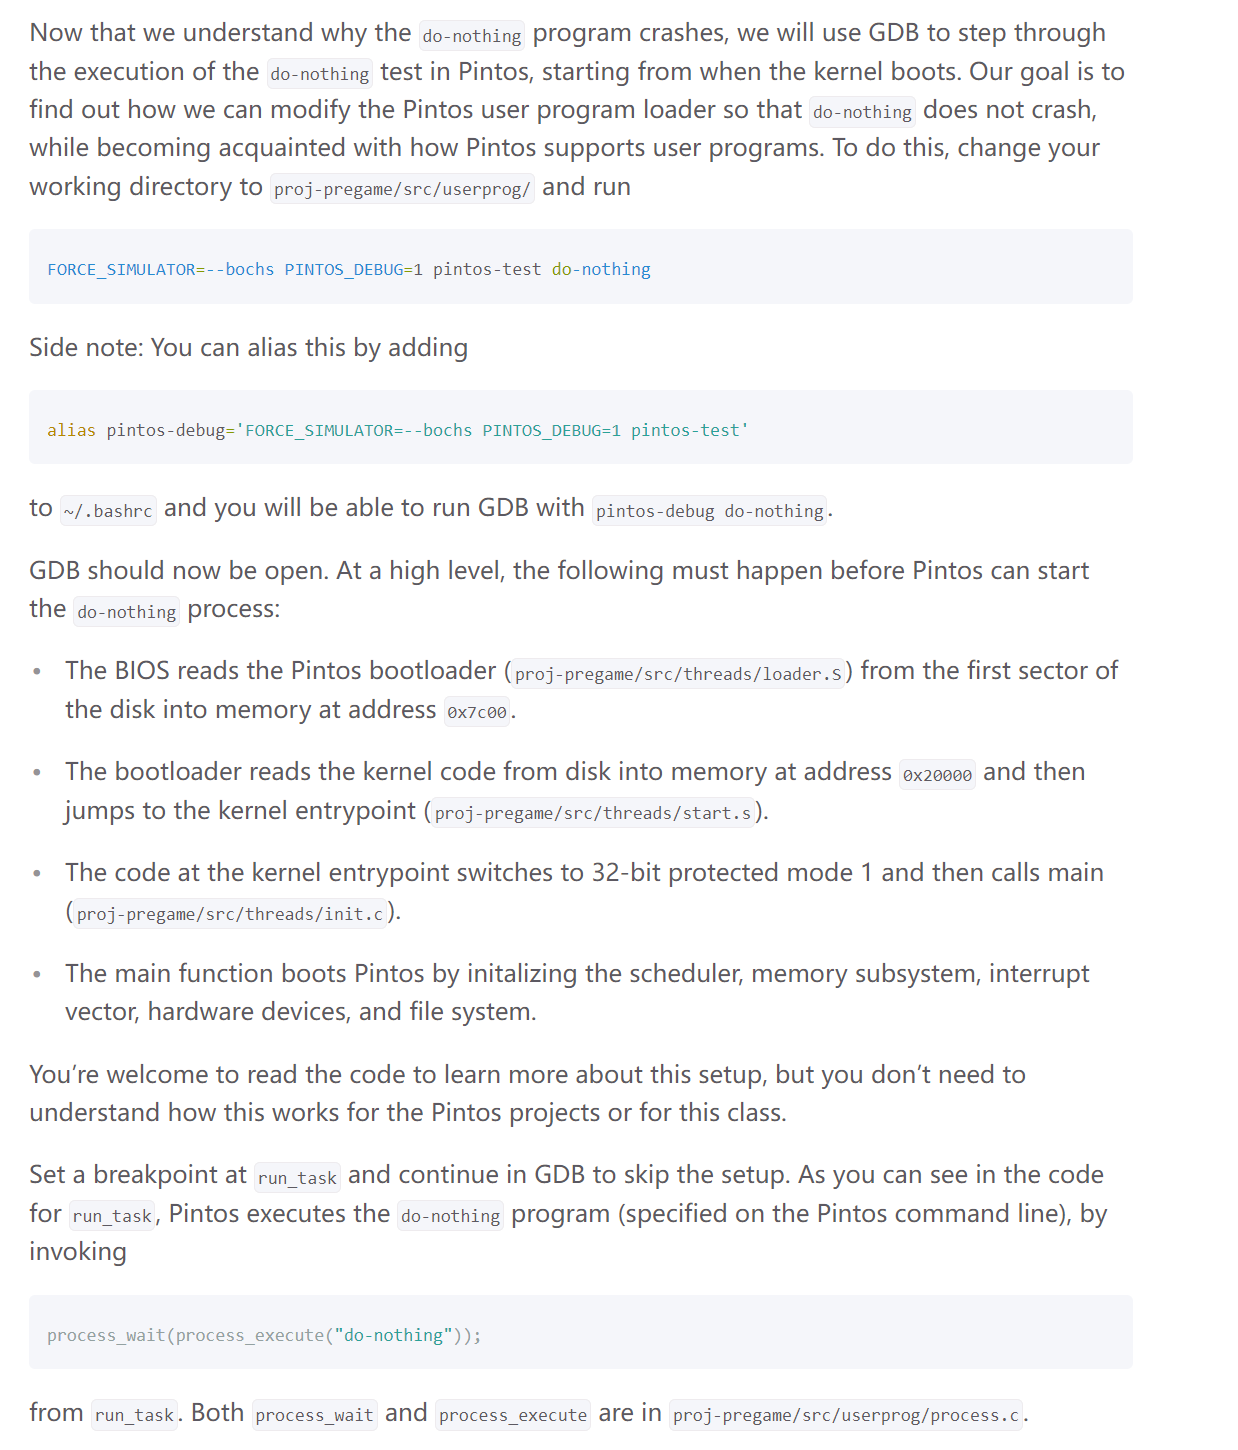 Now that we understand why the do-nothing program crashes, we will use GDB to step through
the execution of the do-nothing test in Pintos, starting from when the kernel boots. Our goal is to
find out how we can modify the Pintos user program loader so that do-nothing does not crash,
while becoming acquainted with how Pintos supports user programs. To do this, change your
working directory to proj-pregame/src/userprog/ and run
FORCE_SIMULATOR=--bochs PINTOS_DEBUG=1 pintos-test do-nothing
Side note: You can alias this by adding
alias pintos-debug='FORCE_SIMULATOR=--bochs PINTOS_DEBUG=1 pintos-test'
to ~/.bashrc and you will be able to run GDB with pintos-debug do-nothing.
GDB should now be open. At a high level, the following must happen before Pintos can start
the do-nothing process:
• The BIOS reads the Pintos bootloader (proj-pregame/src/threads/loader.S) from the first sector of
the disk into memory at address 0x7c00.
• The bootloader reads the kernel code from disk into memory at address 0x20000 and then
jumps to the kernel entrypoint (proj-pregame/src/threads/start.s).
• The code at the kernel entrypoint switches to 32-bit protected mode 1 and then calls main
(proj-pregame/src/threads/init.c).
• The main function boots Pintos by initalizing the scheduler, memory subsystem, interrupt
vector, hardware devices, and file system.
You’re welcome to read the code to learn more about this setup, but you don’t need to
understand how this works for the Pintos projects or for this class.
Set a breakpoint at run_task and continue in GDB to skip the setup. As you can see in the code
for run_task, Pintos executes the do-nothing program (specified on the Pintos command line), by
invoking
process_wait(process_execute("do-nothing"));
from run_task. Both process_wait and process_execute are in proj-pregame/src/userprog/process.c.